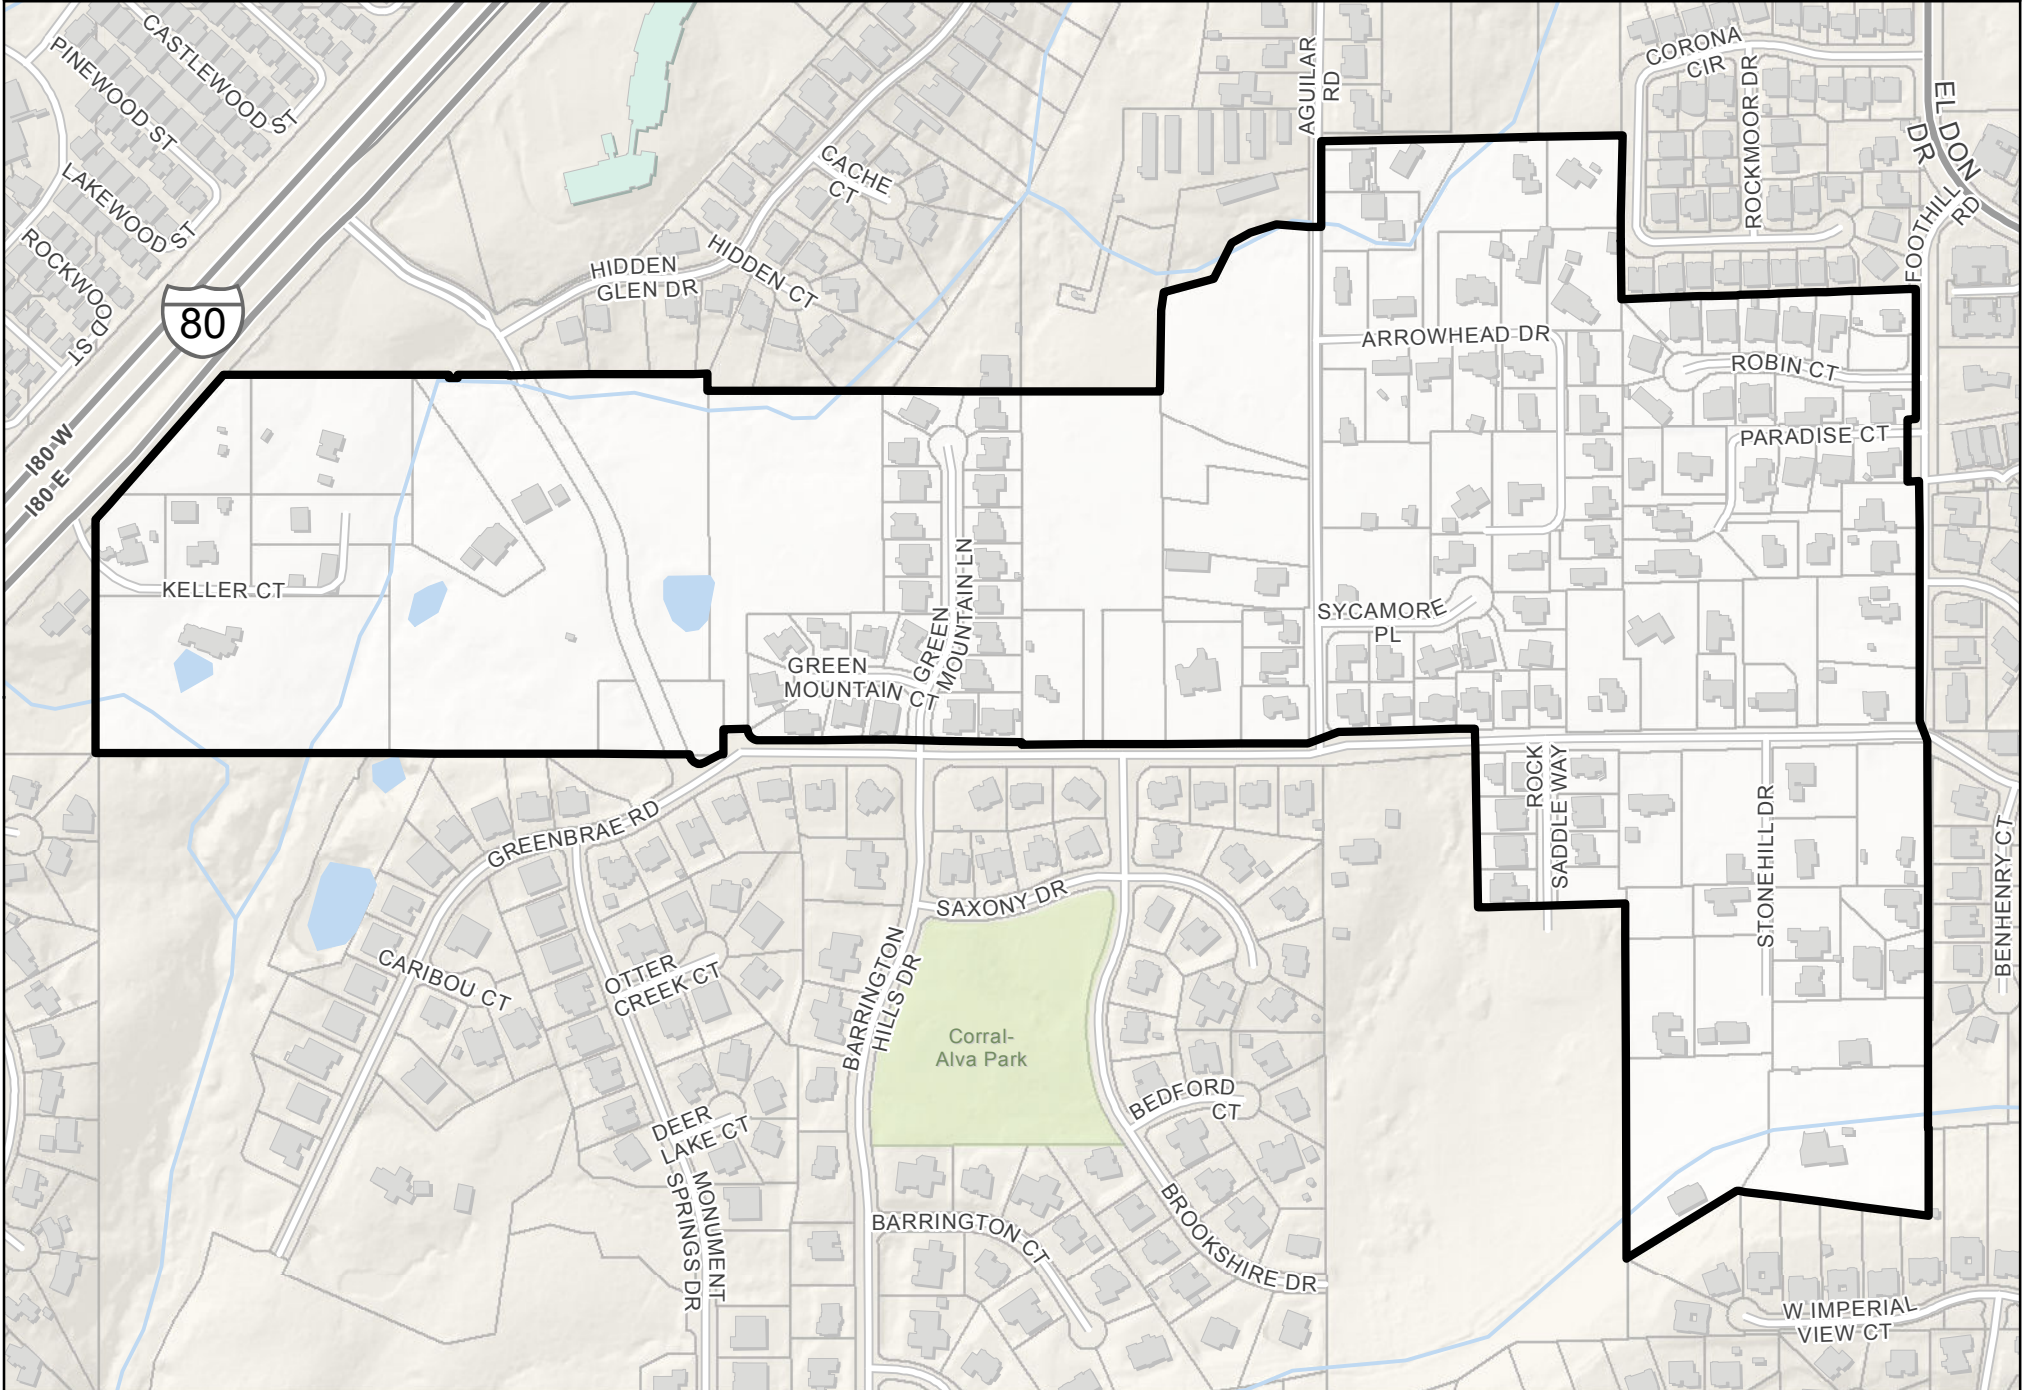 CASTLEWOOD ST
PINEWOOD ST
LAKEWOOD ST
ROCKWOOD ST
80
I80-W
I80-E
CACHE
CT
HIDDEN
GLEN DR
HIDDEN CT
AGUILAR
RD
CORONA
CIR
ROCKMOOR DR
ELDON
DR
FOOTHILL
RD
ARROWHEAD DR
ROBIN CT
PARADISE CT
KELLER CT
GREEN
MOUNTAIN LN
GREEN
MOUNTAIN CT
SYCAMORE
PL
ROCK
SADDLE WAY
STONEHILL DR
BENHENRY CT
GREENBRAE RD
SAXONY DR
CARIBOU CT
OTTER
CREEK CT
BARRINGTON
HILLS DR
Corral-
Alva Park
BEDFORD
CT
DEER
LAKE CT
MONUMENT
SPRINGS DR
BARRINGTON CT
BROOKSHIRE DR
W IMPERIAL
VIEW CT